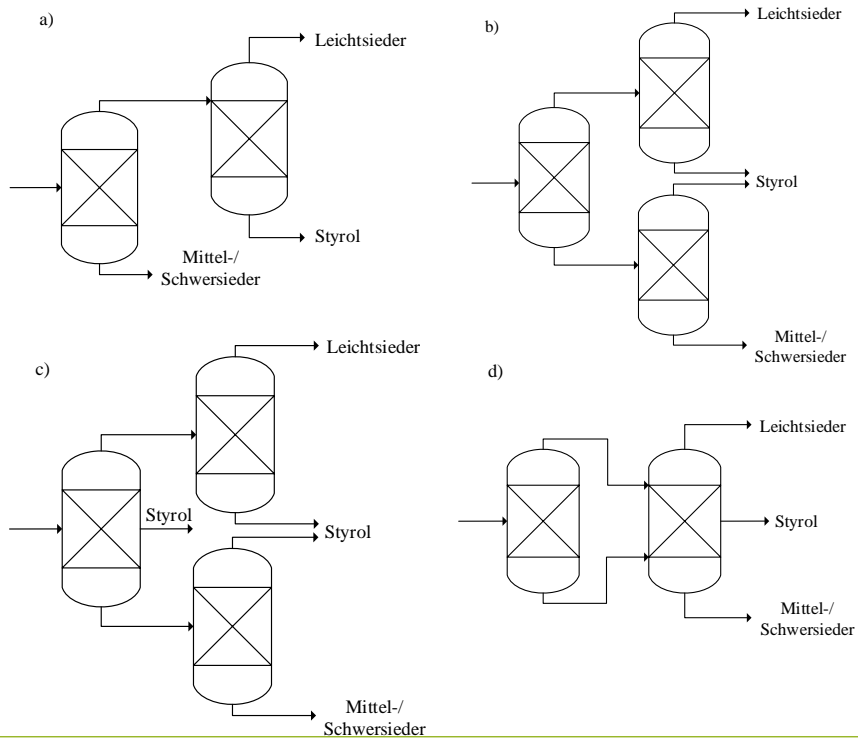 a)
Leichtsieder
Styrol
Mittel-/
Schwersieder
b)
Leichtsieder
Styrol
Mittel-/
Schwersieder
c)
Leichtsieder
Styrol
Styrol
Mittel-/
Schwersieder
d)
Leichtsieder
Styrol
Mittel-/
Schwersieder